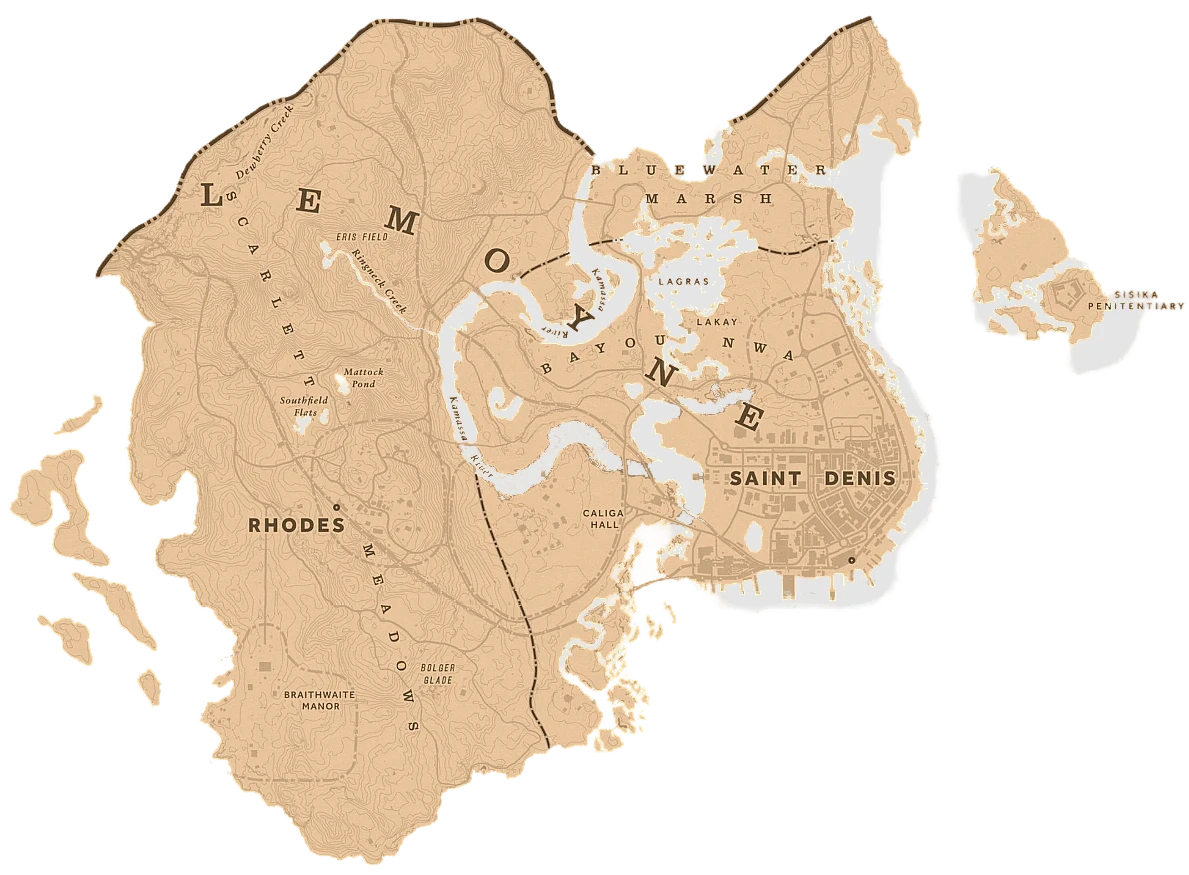 Dewberry Creek
BLUEWATER
MARSH
LEMOYNE
SCARLETT
ERIS FIELD
Ringneck Creek
Kamassa
River
LAGRAS
LAKAY
BAYOU NWA
SISIKA
PENITENTIARY
Mattock
Pond
Southfield
Flats
Kamassa River
SAINT DENIS
RHODES
CALIGA
HALL
MEADOWS
BOLGER
GLADE
BRAITHWAITE
MANOR